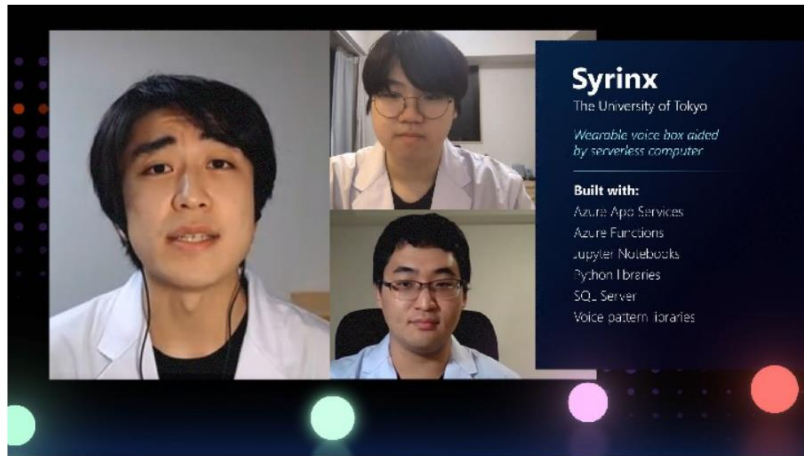 Syrinx
The University of Tokyo
Wearable voice box aided
by serverless computer
Built with:
Azure App Services
Azure Functions
Jupyter Notebooks
Python libraries
SQL Server
Voice pattern libraries